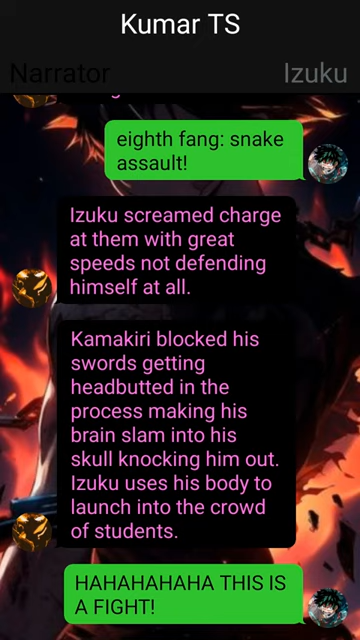 Kumar TS
Narrator
Izuku
eighth fang: snake
assault!
Izuku screamed charge
at them with great
speeds not defending
himself at all.
Kamakiri blocked his
swords getting
headbutted in the
process making his
brain slam into his
skull knocking him out.
Izuku uses his body to
launch into the crowd
of students.
HAHAHAHAHA THIS IS
A FIGHT!